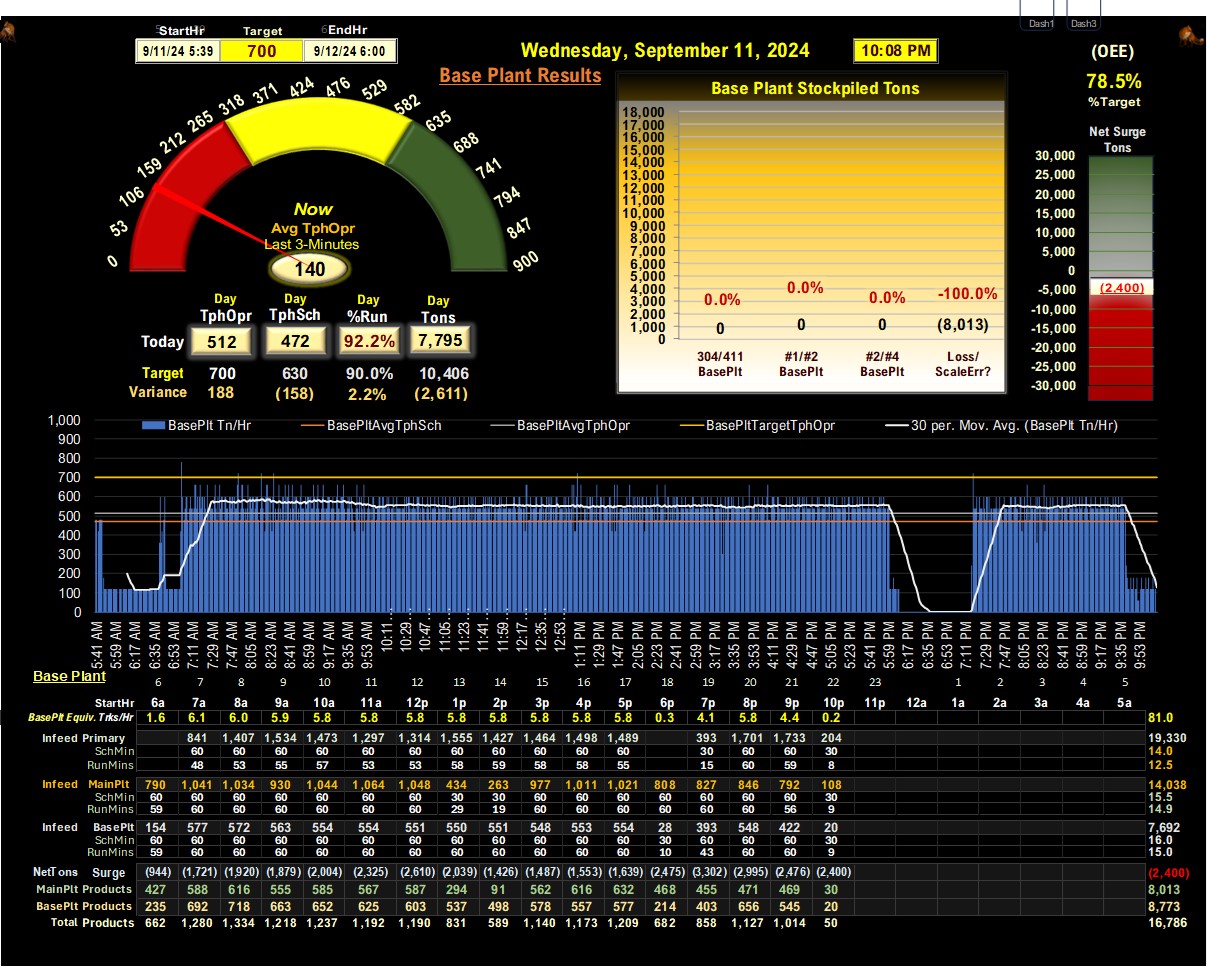 Dash1 Dash3
StartHr Target EndHr
9/11/24 5:39 700 9/12/24 6:00
Wednesday, September 11, 2024 10:08 PM
(OEE)
78.5%
%Target
Base Plant Results
0 53 106 159 212 265 318 371 424 476 529 582 635 688 741 794 847 900
Now
Avg TphOpr
Last 3-Minutes
140
Day TphOpr Day TphSch Day %Run Day Tons
Today 512 472 92.2% 7,795
Target 700 630 90.0% 10,406
Variance 188 (158) 2.2% (2,611)
Base Plant Stockpiled Tons
18,000
17,000
16,000
15,000
14,000
13,000
12,000
11,000
10,000
9,000
8,000
7,000
6,000
5,000
4,000
3,000
2,000
1,000
0
0.0% 0.0% 0.0% -100.0%
0 0 0 (8,013)
304/411 BasePlt #1/#2 BasePlt #2/#4 BasePlt Loss/ ScaleErr?
Net Surge
Tons
30,000
25,000
20,000
15,000
10,000
5,000
0
-5,000
-10,000
-15,000
-20,000
-25,000
-30,000
(2,400)
BasePlt Tn/Hr BasePltAvgTphSch BasePltAvgTphOpr BasePltTargetTphOpr 30 per. Mov. Avg. (BasePlt Tn/Hr)
1,000
900
800
700
600
500
400
300
200
100
0
5:41 AM 5:59 AM 6:17 AM 6:35 AM 6:53 AM 7:11 AM 7:29 AM 7:47 AM 8:05 AM 8:23 AM 8:41 AM 8:59 AM 9:17 AM 9:35 AM 9:53 AM 10:11... 10:29... 10:47... 11:05... 11:23... 11:41... 11:59... 12:17... 12:35... 12:53... 1:11 PM 1:29 PM 1:47 PM 2:05 PM 2:23 PM 2:41 PM 2:59 PM 3:17 PM 3:35 PM 3:53 PM 4:11 PM 4:29 PM 4:47 PM 5:05 PM 5:23 PM 5:41 PM 5:59 PM 6:17 PM 6:35 PM 6:53 PM 7:11 PM 7:29 PM 7:47 PM 8:05 PM 8:23 PM 8:41 PM 8:59 PM 9:17 PM 9:35 PM 9:53 PM
Base Plant
6 7 8 9 10 11 12 13 14 15 16 17 18 19 20 21 22 23 1 2 3 4 5
StartHr 6a 7a 8a 9a 10a 11a 12p 1p 2p 3p 4p 5p 6p 7p 8p 9p 10p 11p 12a 1a 2a 3a 4a 5a
BasePlt Equiv. Trks/Hr 1.6 6.1 6.0 5.9 5.8 5.8 5.8 5.8 5.8 5.8 5.8 5.8 0.3 4.1 5.8 4.4 0.2 81.0
Infeed Primary 841 1,407 1,534 1,473 1,297 1,314 1,555 1,427 1,464 1,498 1,489 393 1,701 1,733 204 19,330
SchMin 60 60 60 60 60 60 60 60 60 60 60 30 60 60 30 14.0
RunMins 48 53 55 57 53 53 58 59 58 58 55 15 60 59 8 12.5
Infeed MainPlt 790 1,041 1,034 930 1,044 1,064 1,048 434 263 977 1,011 1,021 808 827 846 792 108 14,038
SchMin 60 60 60 60 60 60 60 30 30 60 60 60 60 60 60 60 30 15.5
RunMins 59 60 60 60 60 60 60 29 19 60 60 60 60 60 60 56 9 14.9
Infeed BasePlt 154 577 572 563 554 554 551 550 551 548 553 554 28 393 548 422 20 7,692
SchMin 60 60 60 60 60 60 60 60 60 60 60 60 30 60 60 60 30 16.0
RunMins 59 60 60 60 60 60 60 60 60 60 60 60 10 43 60 60 9 15.0
NetTons Surge (944) (1,721) (1,920) (1,879) (2,004) (2,325) (2,610) (2,039) (1,426) (1,487) (1,553) (1,639) (2,475) (3,302) (2,995) (2,476) (2,400) (2,400)
MainPlt Products 427 588 616 555 585 567 587 294 91 562 616 632 468 455 471 469 30 8,013
BasePlt Products 235 692 718 663 652 625 603 537 498 578 557 577 214 403 656 545 20 8,773
Total Products 662 1,280 1,334 1,218 1,237 1,192 1,190 831 589 1,140 1,173 1,209 682 858 1,127 1,014 50 16,786